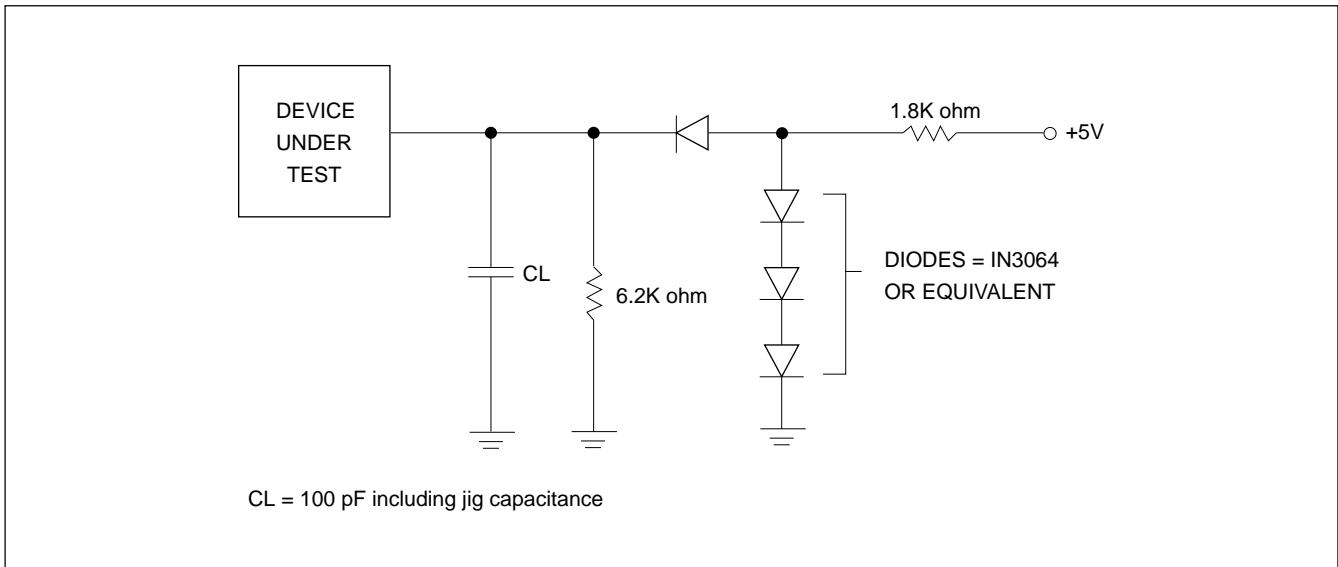 DEVICE
UNDER
TEST
1.8K ohm
+5V
CL
6.2K ohm
DIODES = IN3064
OR EQUIVALENT
CL = 100 pF including jig capacitance